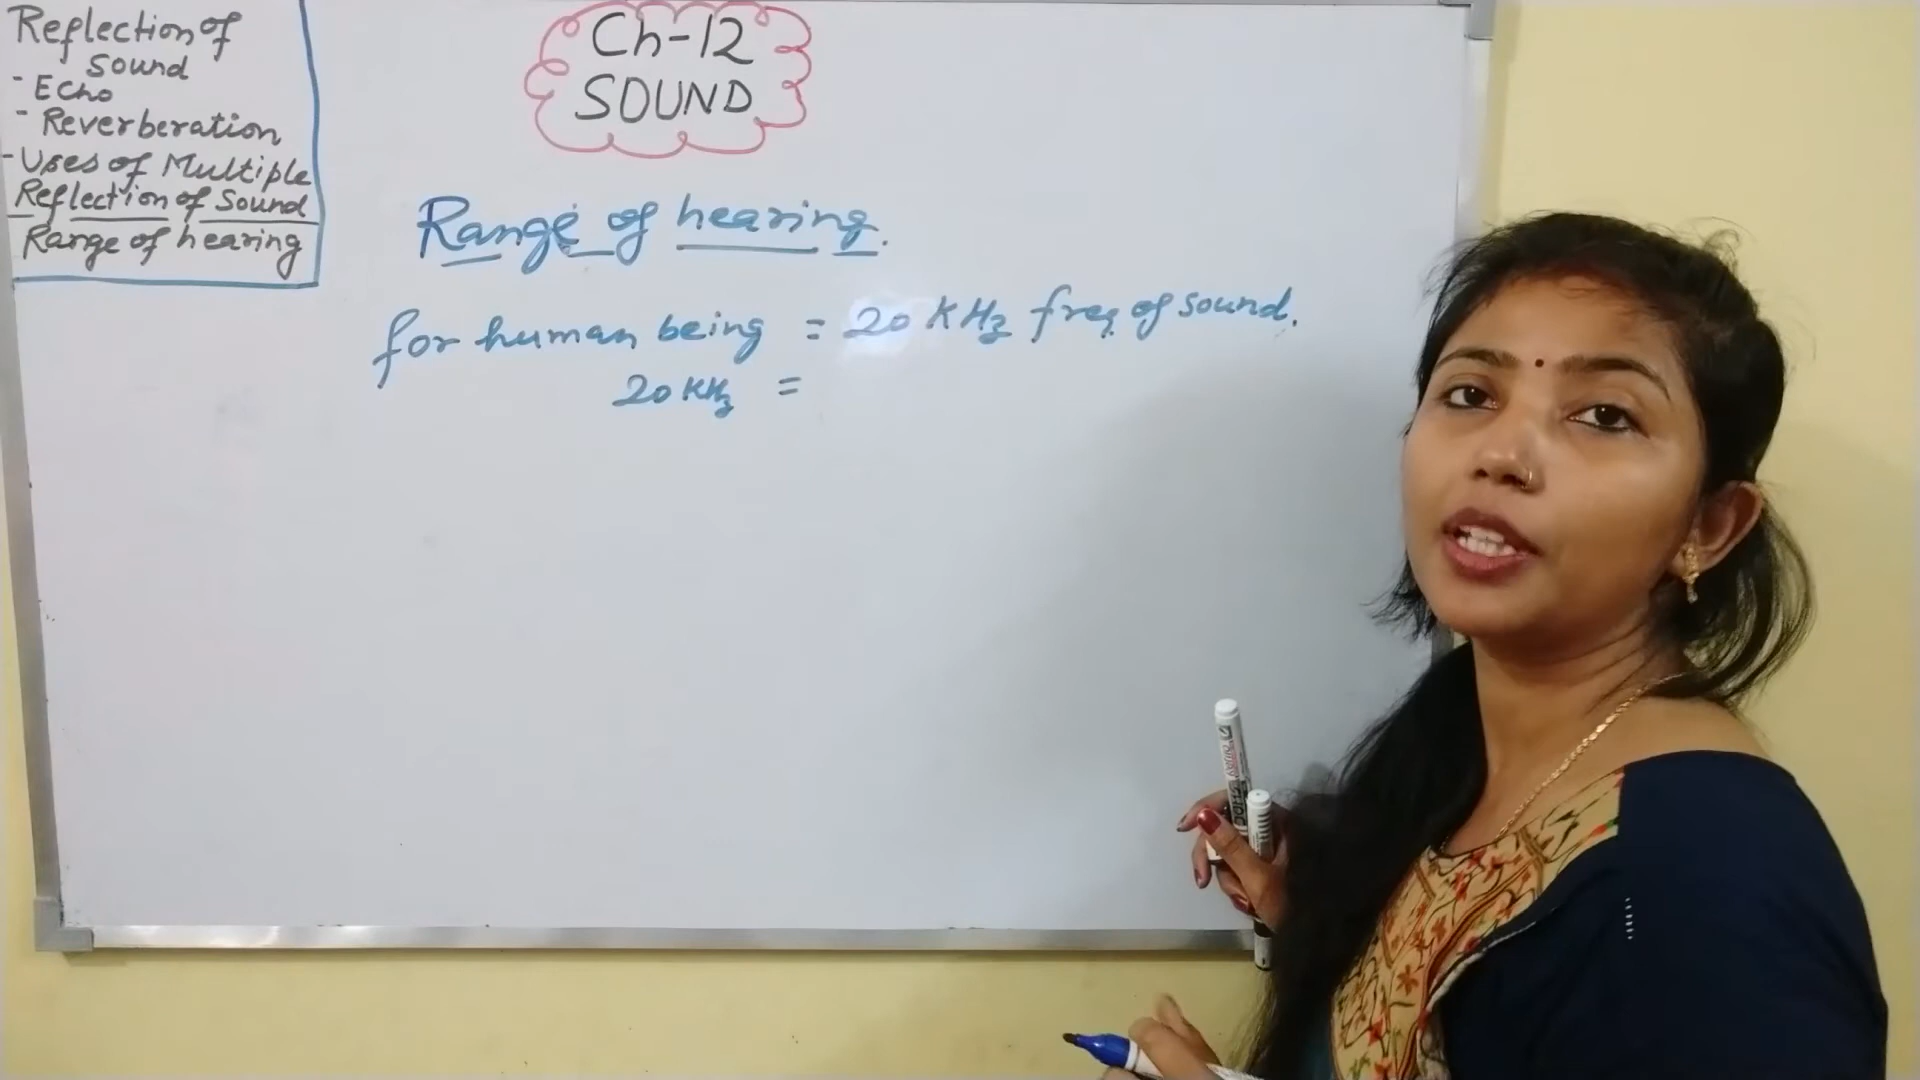 Reflection of
Sound
- Echo
- Reverberation
- Uses of Multiple
Reflection of Sound
Range of hearing
Ch-12
SOUND
Range of hearing.
for human being = 20 KHz freq of sound.
20 KHz =